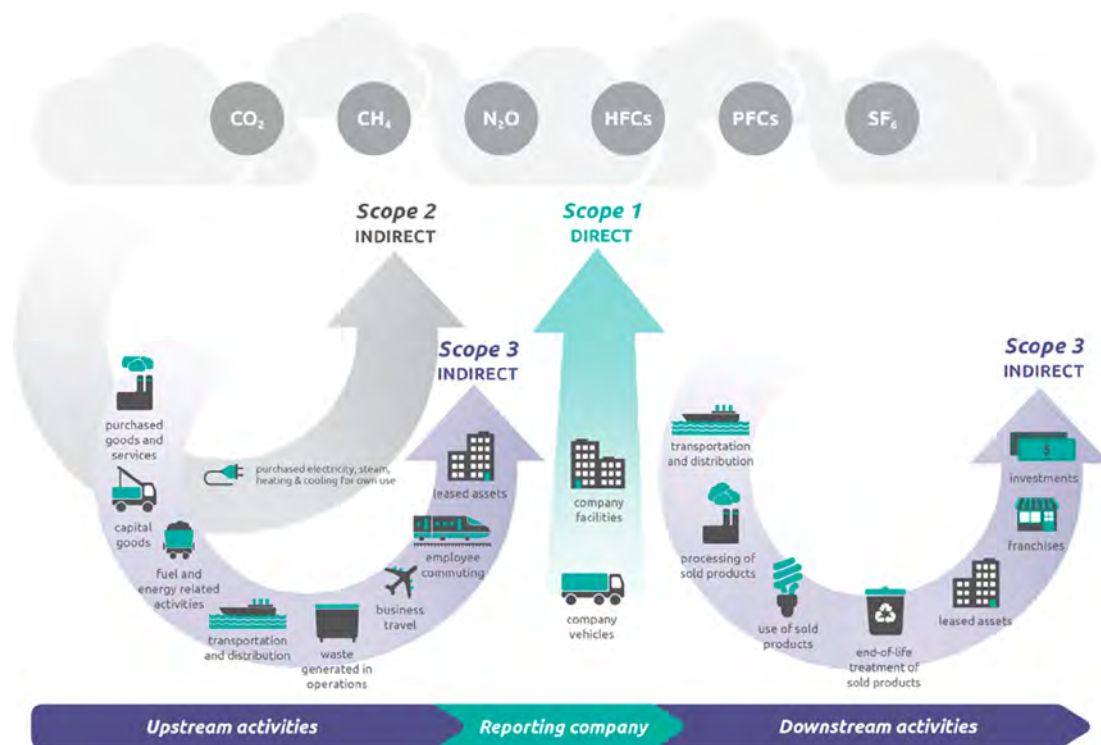 CO₂
CH₄
N₂O
HFCs
PFCs
SF₆
Scope 2
INDIRECT
Scope 1
DIRECT
Scope 3
INDIRECT
Scope 3
INDIRECT
purchased
goods and
services
capital
goods
fuel and
energy related
activities
transportation
and distribution
waste
generated in
operations
business
travel
employee
commuting
leased assets
purchased electricity, steam,
heating & cooling for own use
company
facilities
company
vehicles
transportation
and distribution
processing of
sold products
use of sold
products
end-of-life
treatment of
sold products
leased assets
franchises
investments
$
Upstream activities
Reporting company
Downstream activities